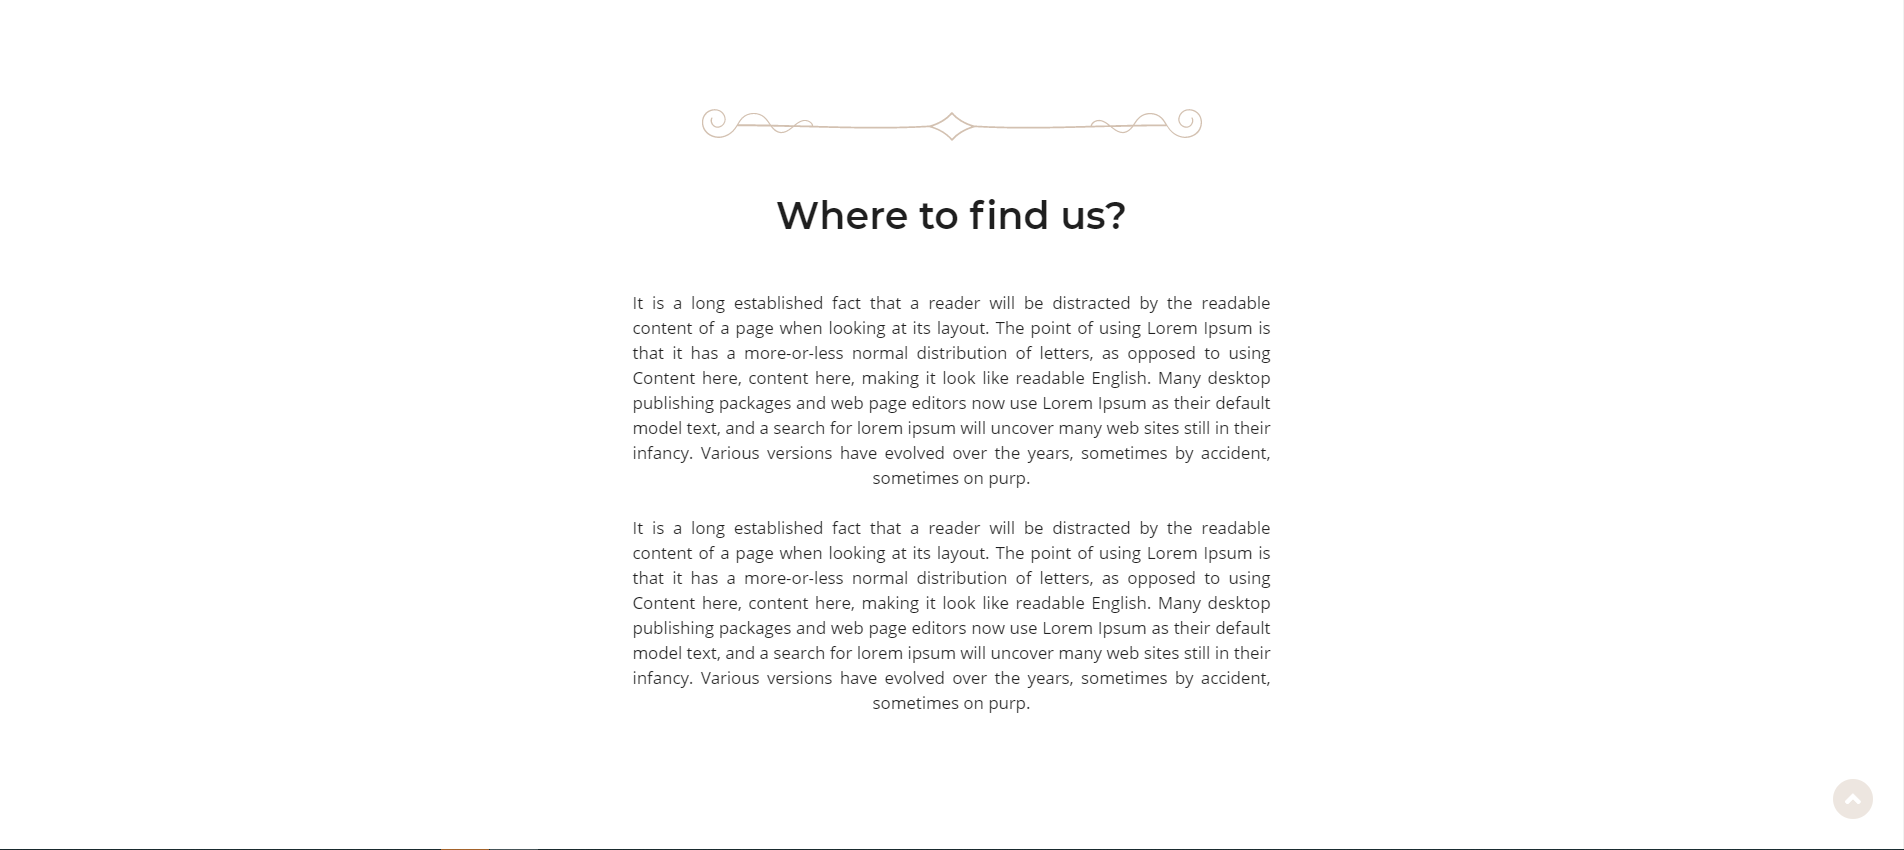 Where to find us?
It is a long established fact that a reader will be distracted by the readable
content of a page when looking at its layout. The point of using Lorem Ipsum is
that it has a more-or-less normal distribution of letters, as opposed to using
Content here, content here, making it look like readable English. Many desktop
publishing packages and web page editors now use Lorem Ipsum as their default
model text, and a search for lorem ipsum will uncover many web sites still in their
infancy. Various versions have evolved over the years, sometimes by accident,
sometimes on purp.
It is a long established fact that a reader will be distracted by the readable
content of a page when looking at its layout. The point of using Lorem Ipsum is
that it has a more-or-less normal distribution of letters, as opposed to using
Content here, content here, making it look like readable English. Many desktop
publishing packages and web page editors now use Lorem Ipsum as their default
model text, and a search for lorem ipsum will uncover many web sites still in their
infancy. Various versions have evolved over the years, sometimes by accident,
sometimes on purp.